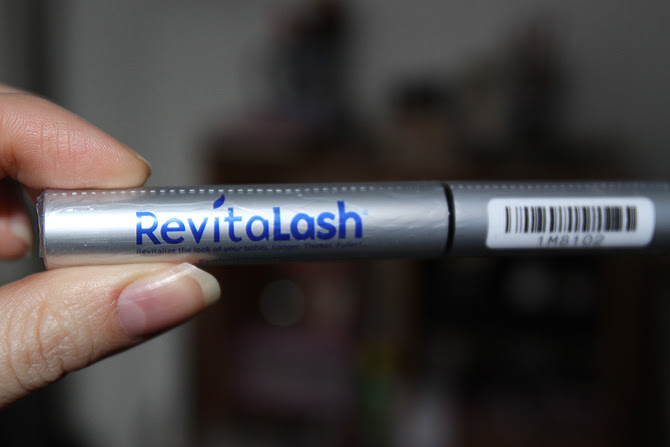 RevitaLash®
Revitalize the look of your lashes. Longer. Thicker. Fuller.
1M8102